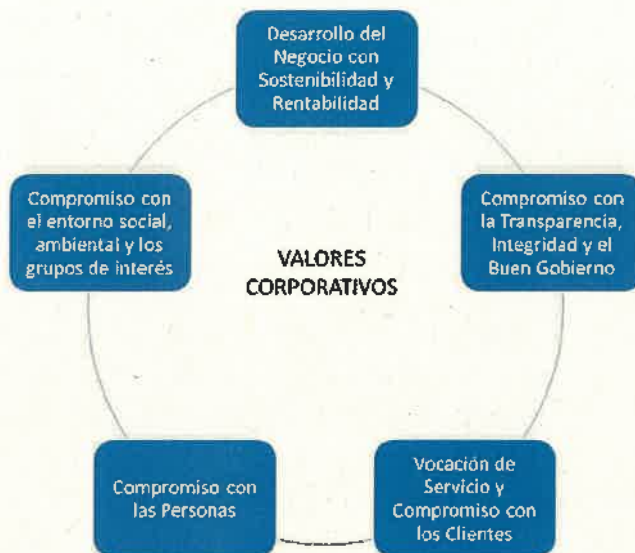 Desarrollo del
Negocio con
Sostenibilidad y
Rentabilidad
Compromiso con
la Transparencia,
Integridad y el
Buen Gobierno
Vocación de
Servicio y
Compromiso con
los Clientes
Compromiso con
las Personas
Compromiso con
el entorno social,
ambiental y los
grupos de interés
VALORES
CORPORATIVOS